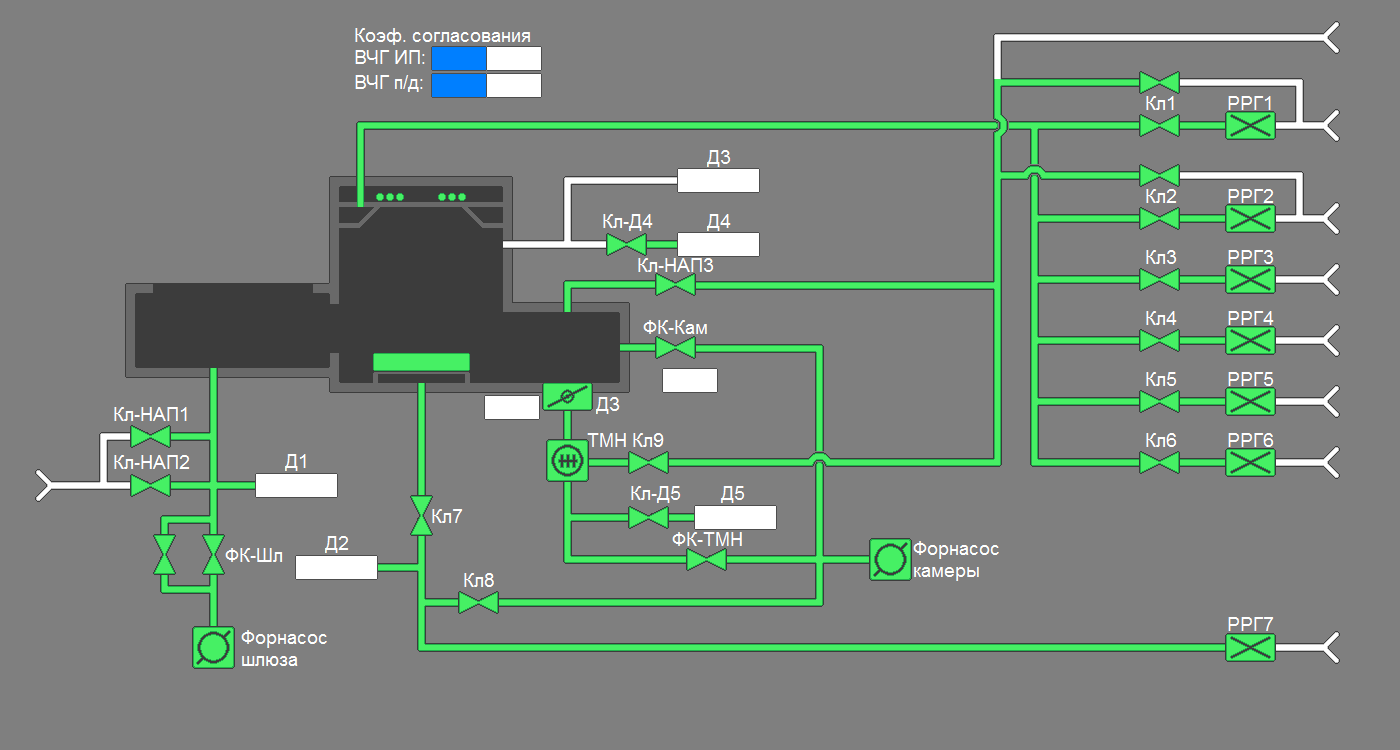 Коэф. согласования
ВЧГ ИП:
ВЧГ п/д:
Кл1
РРГ1
Д3
Кл2
РРГ2
Кл-Д4
Д4
Кл-НАП3
Кл3
РРГ3
ФК-Кам
Кл4
РРГ4
Кл5
РРГ5
Д3
Кл-НАП1
ТМН Кл9
Кл6
РРГ6
Кл-НАП2
Д1
Кл-Д5
Д5
Кл7
ФК-ТМН
ФК-Шл
Д2
Форнасос
камеры
Кл8
Форнасос
шлюза
РРГ7